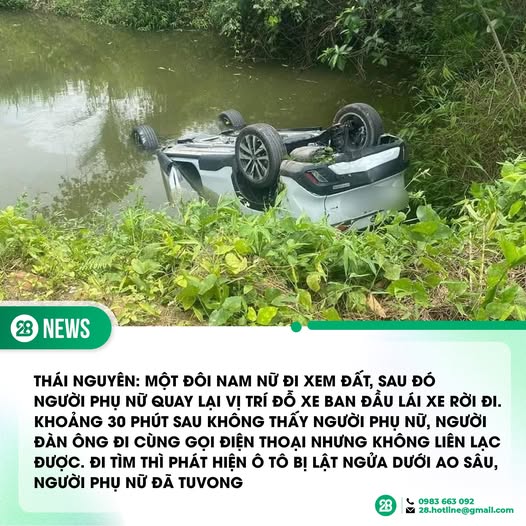 28 NEWS
THÁI NGUYÊN: MỘT ĐÔI NAM NỮ ĐI XEM ĐẤT, SAU ĐÓ
NGƯỜI PHỤ NỮ QUAY LẠI VỊ TRÍ ĐỖ XE BAN ĐẦU LÁI XE RỜI ĐI.
KHOẢNG 30 PHÚT SAU KHÔNG THẤY NGƯỜI PHỤ NỮ, NGƯỜI
ĐÀN ÔNG ĐI CÙNG GỌI ĐIỆN THOẠI NHƯNG KHÔNG LIÊN LẠC
ĐƯỢC. ĐI TÌM THÌ PHÁT HIỆN Ô TÔ BỊ LẬT NGỬA DƯỚI AO SÂU,
NGƯỜI PHỤ NỮ ĐÃ TUVONG
28
0983 663 092
28.hotline@gmail.com